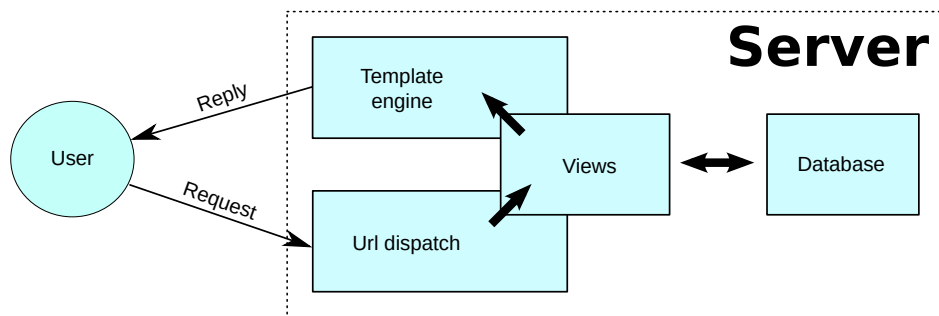 Server
Template
engine
Reply
User
Views
Database
Request
Url dispatch